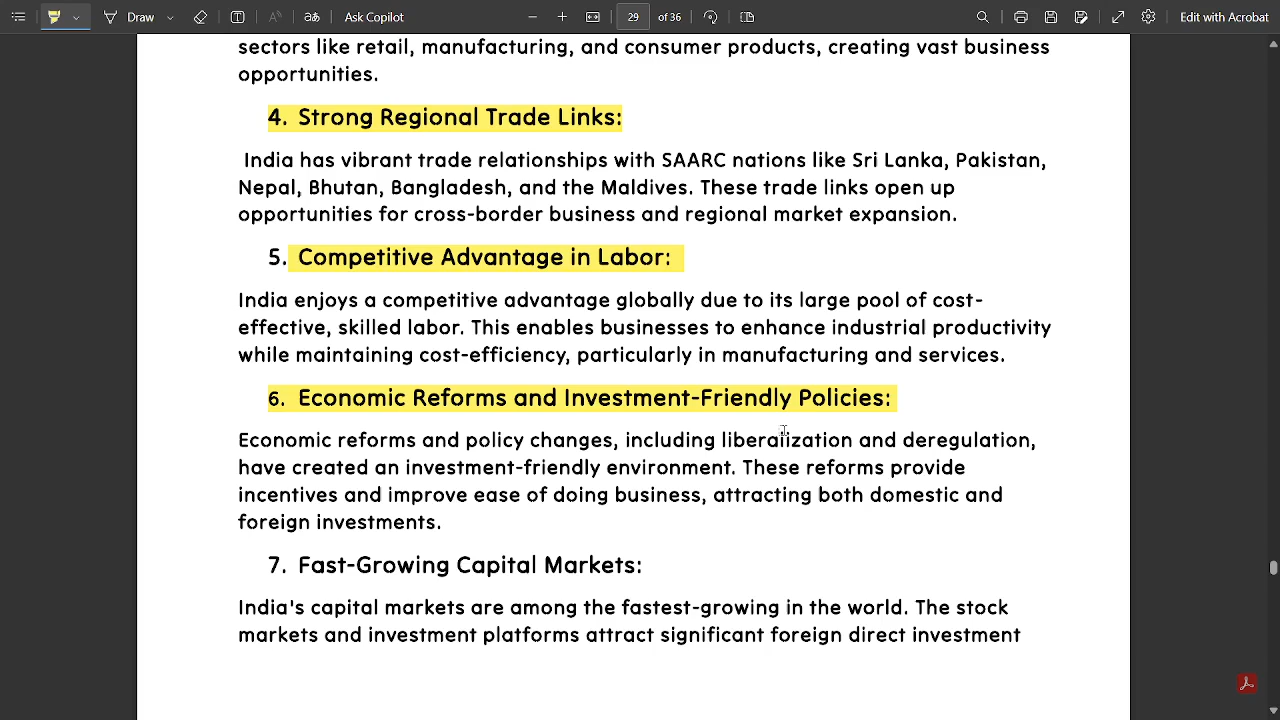 Draw
Ask Copilot
29 of 36
Edit with Acrobat
sectors like retail, manufacturing, and consumer products, creating vast business
opportunities.
4. Strong Regional Trade Links:
India has vibrant trade relationships with SAARC nations like Sri Lanka, Pakistan,
Nepal, Bhutan, Bangladesh, and the Maldives. These trade links open up
opportunities for cross-border business and regional market expansion.
5. Competitive Advantage in Labor:
India enjoys a competitive advantage globally due to its large pool of cost-
effective, skilled labor. This enables businesses to enhance industrial productivity
while maintaining cost-efficiency, particularly in manufacturing and services.
6. Economic Reforms and Investment-Friendly Policies:
Economic reforms and policy changes, including liberalization and deregulation,
have created an investment-friendly environment. These reforms provide
incentives and improve ease of doing business, attracting both domestic and
foreign investments.
7. Fast-Growing Capital Markets:
India's capital markets are among the fastest-growing in the world. The stock
markets and investment platforms attract significant foreign direct investment